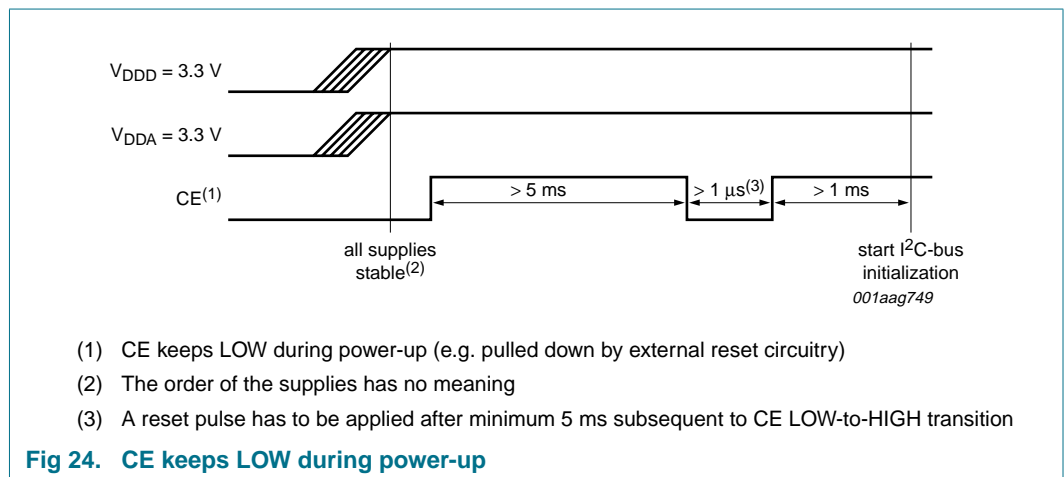 VDDD = 3.3 V
VDDA = 3.3 V
CE(1)
> 5 ms
> 1 μs(3)
> 1 ms
all supplies
stable(2)
start I2C-bus
initialization
001aag749
(1) CE keeps LOW during power-up (e.g. pulled down by external reset circuitry)
(2) The order of the supplies has no meaning
(3) A reset pulse has to be applied after minimum 5 ms subsequent to CE LOW-to-HIGH transition
Fig 24. CE keeps LOW during power-up